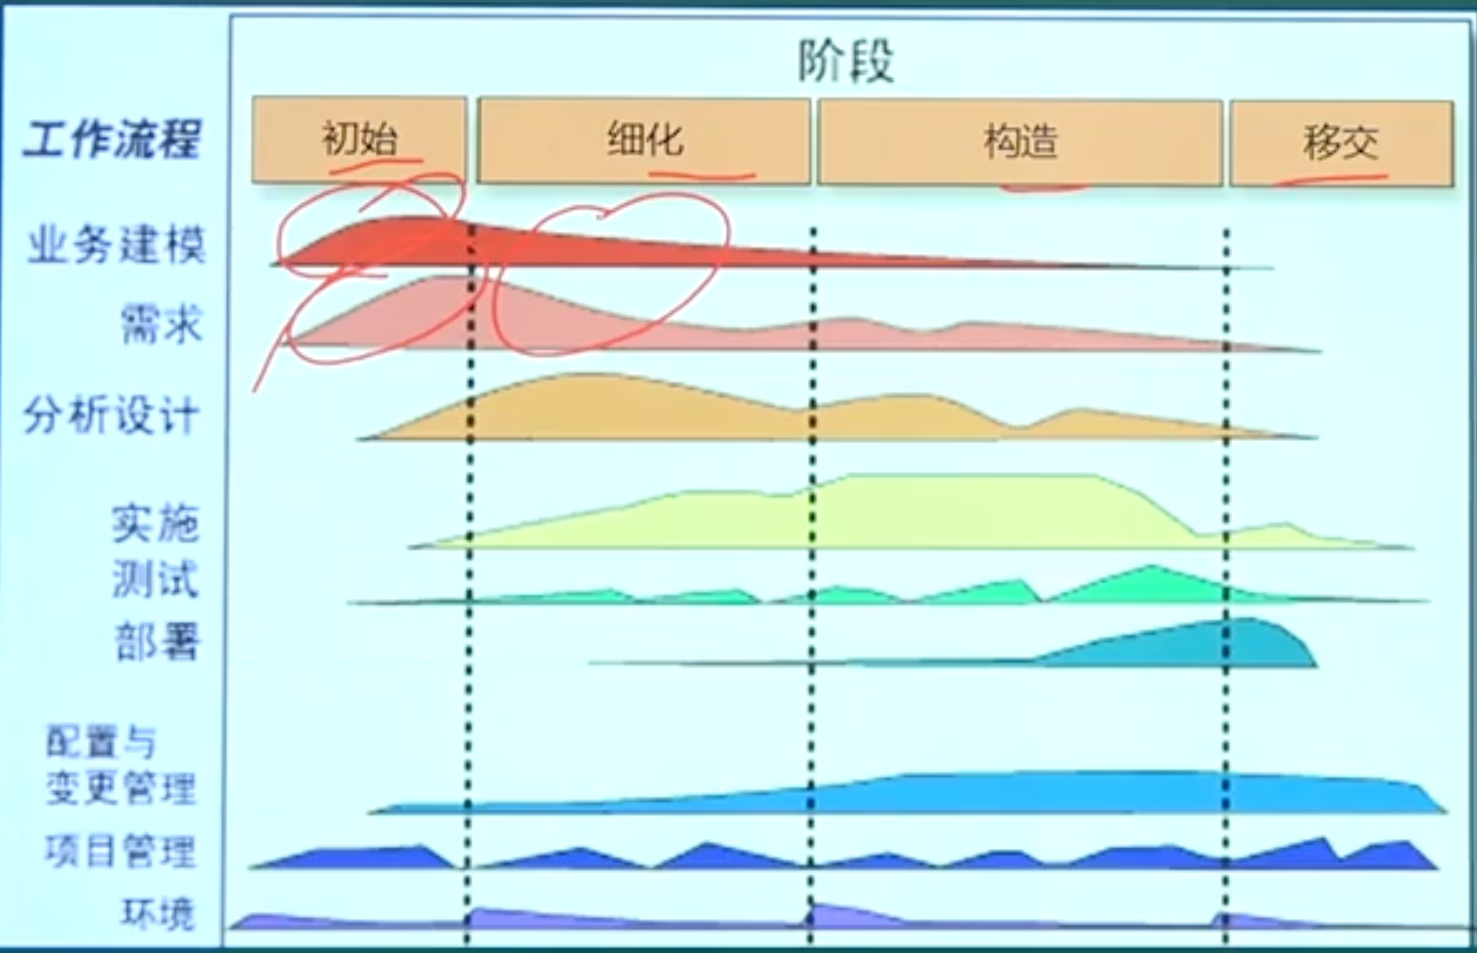 阶段
工作流程
初始
细化
构造
移交
业务建模
需求
分析设计
实施
测试
部署
配置与
变更管理
项目管理
环境